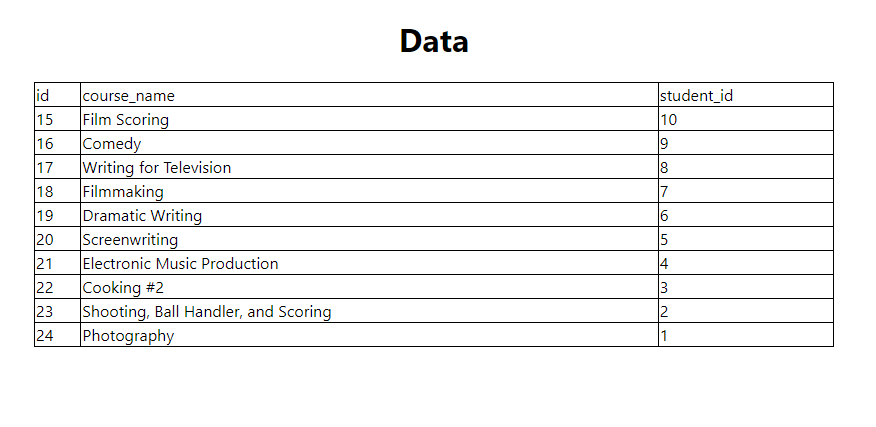 Data
id course_name student_id
15 Film Scoring 10
16 Comedy 9
17 Writing for Television 8
18 Filmmaking 7
19 Dramatic Writing 6
20 Screenwriting 5
21 Electronic Music Production 4
22 Cooking #2 3
23 Shooting, Ball Handler, and Scoring 2
24 Photography 1